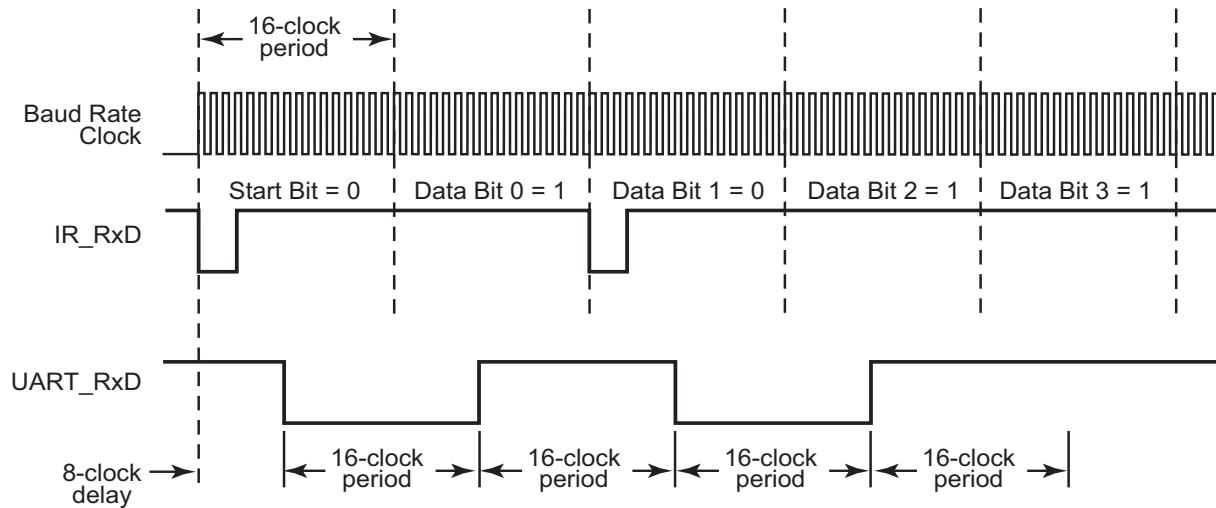 16-clock
period
Baud Rate
Clock
Start Bit = 0 Data Bit 0 = 1 Data Bit 1 = 0 Data Bit 2 = 1 Data Bit 3 = 1
IR_RxD
UART_RxD
8-clock
delay
16-clock
period
16-clock
period
16-clock
period
16-clock
period